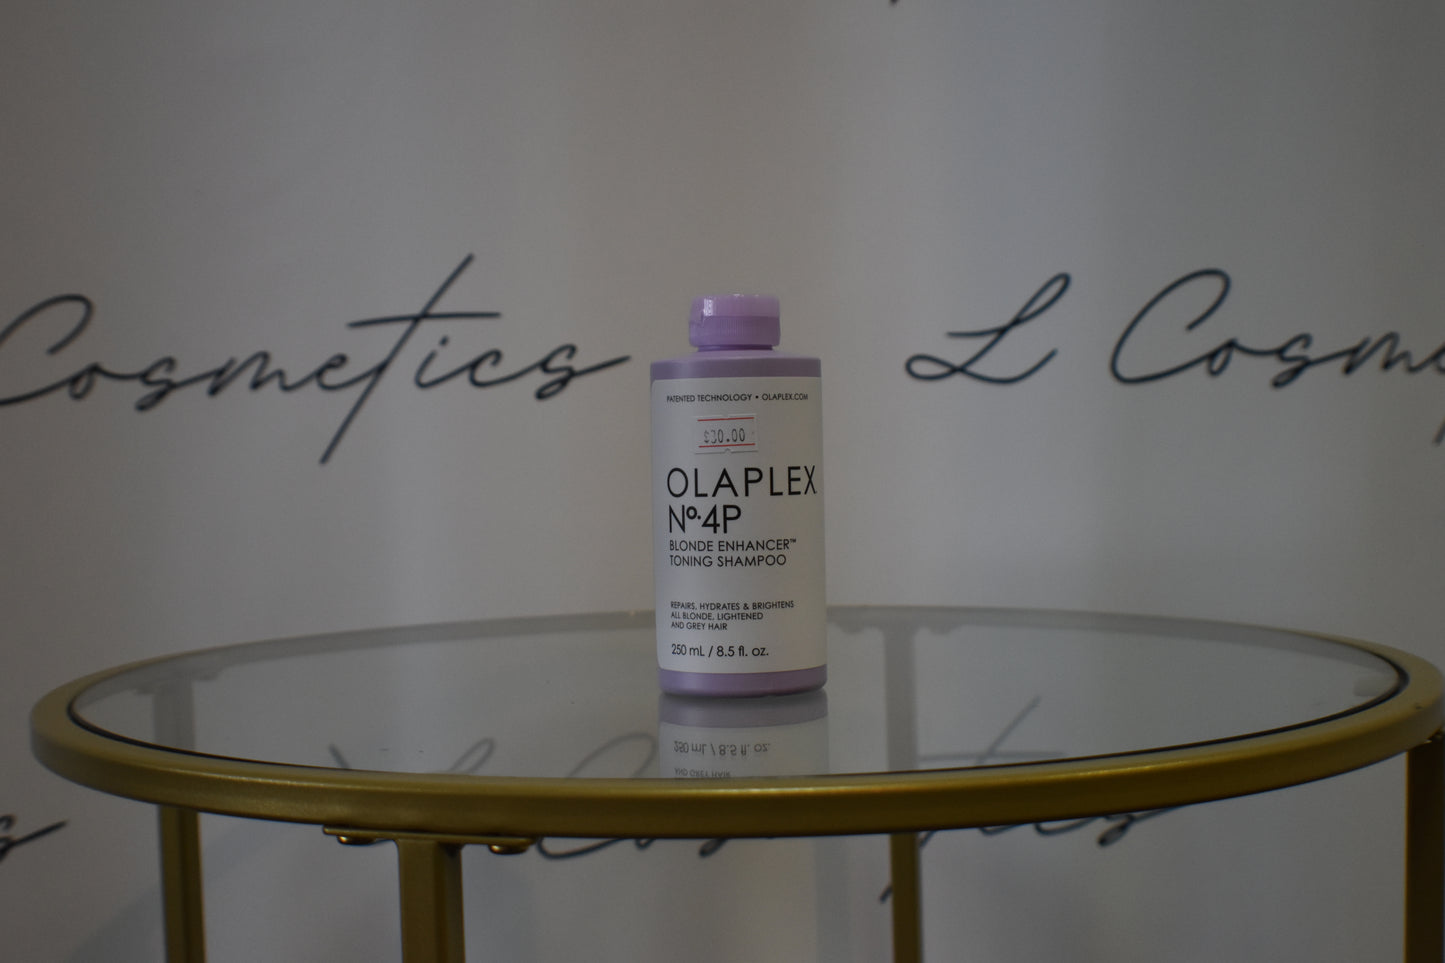 Cosmetics
L Cosme
PATENTED TECHNOLOGY • OLAPLEX.COM
$30.00
OLAPLEX
Nº.4P
BLONDE ENHANCER™
TONING SHAMPOO
REPAIRS, HYDRATES & BRIGHTENS
ALL BLONDE, LIGHTENED
AND GREY HAIR
250 mL / 8.5 fl. oz.